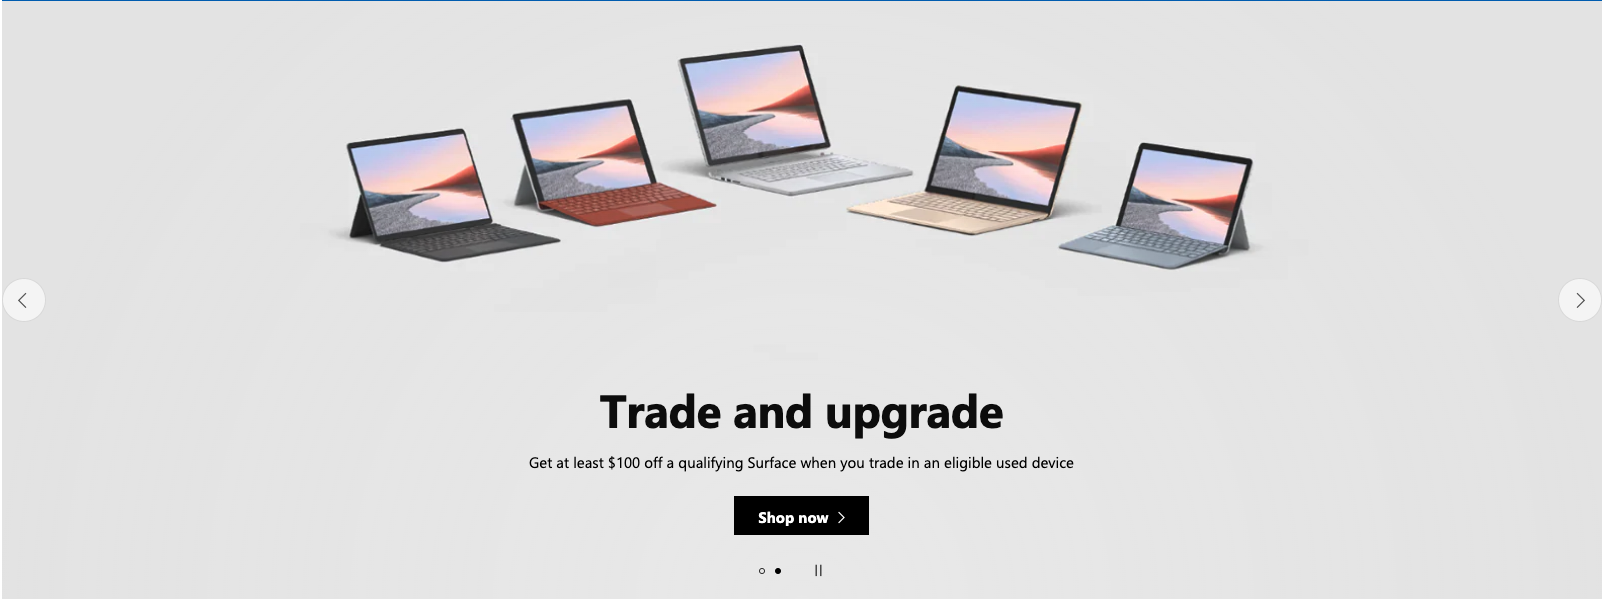 Trade and upgrade
Get at least $100 off a qualifying Surface when you trade in an eligible used device
Shop now